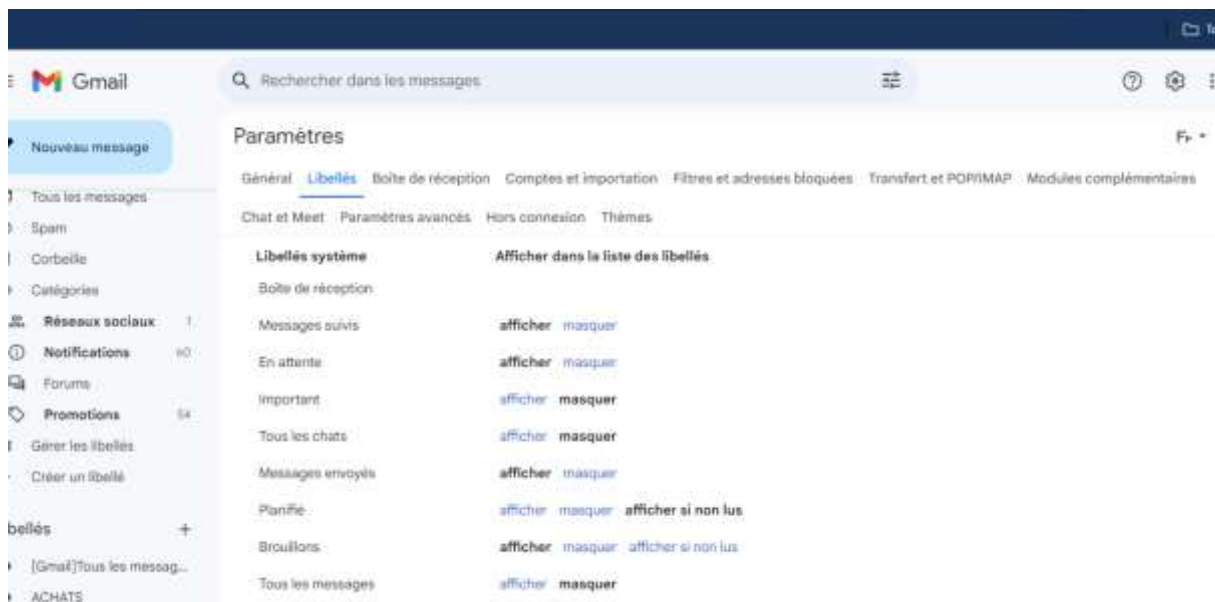 Gmail
Rechercher dans les messages
Nouveau message
Paramètres
Général Libellés Boîte de réception Comptes et importation Filtres et adresses bloquées Transfert et POP/IMAP Modules complémentaires
Chat et Meet Paramètres avancés Hors connexion Thèmes
Tous les messages
Spam
Corbeille
Catégories
Réseaux sociaux 1
Notifications
Forums
Promotions 54
Gérer les libellés
Créer un libellé
bellés +
[Gmail]Tous les messag...
ACHATS
Libellés système Afficher dans la liste des libellés
Boîte de réception
Messages suivis afficher masquer
En attente afficher masquer
Important afficher masquer
Tous les chats afficher masquer
Messages envoyés afficher masquer
Planifié afficher masquer afficher si non lus
Brouillons afficher masquer afficher si non lus
Tous les messages afficher masquer